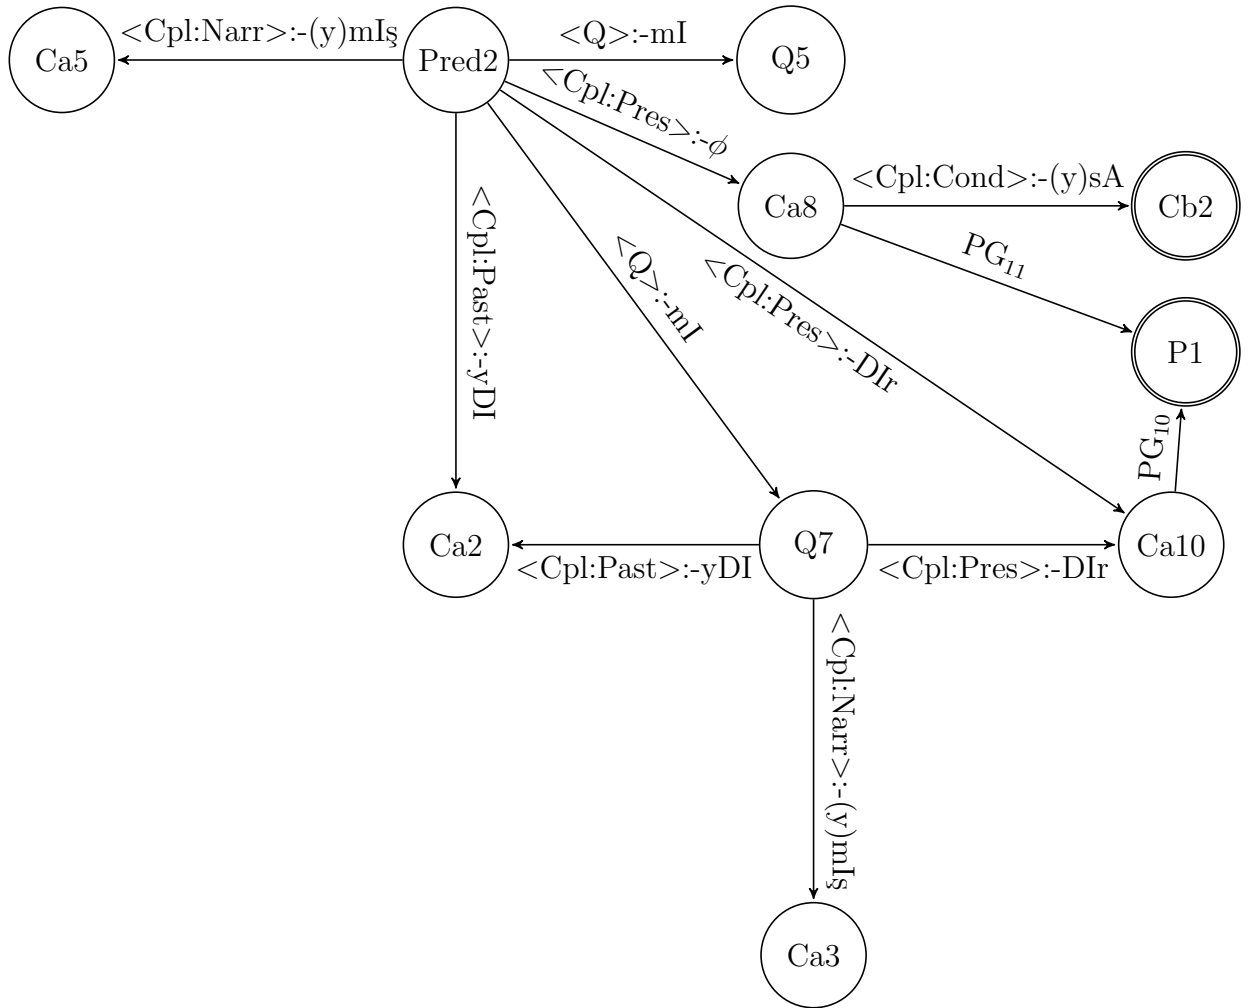 <Cpl:Narr>:-(y)mIş
<Q>:-mI
Ca5
Pred2
Q5
<Cpl:Pres>:-ϕ
<Cpl:Cond>:-(y)sA
Ca8
Cb2
<Cpl:Past>:-yDI
<Q>:-mI
<Cpl:Pres>:-DIr
PG₁₁
P1
PG₁₀
Ca2
Q7
Ca10
<Cpl:Past>:-yDI
<Cpl:Pres>:-DIr
<Cpl:Narr>:-(y)mIş
Ca3